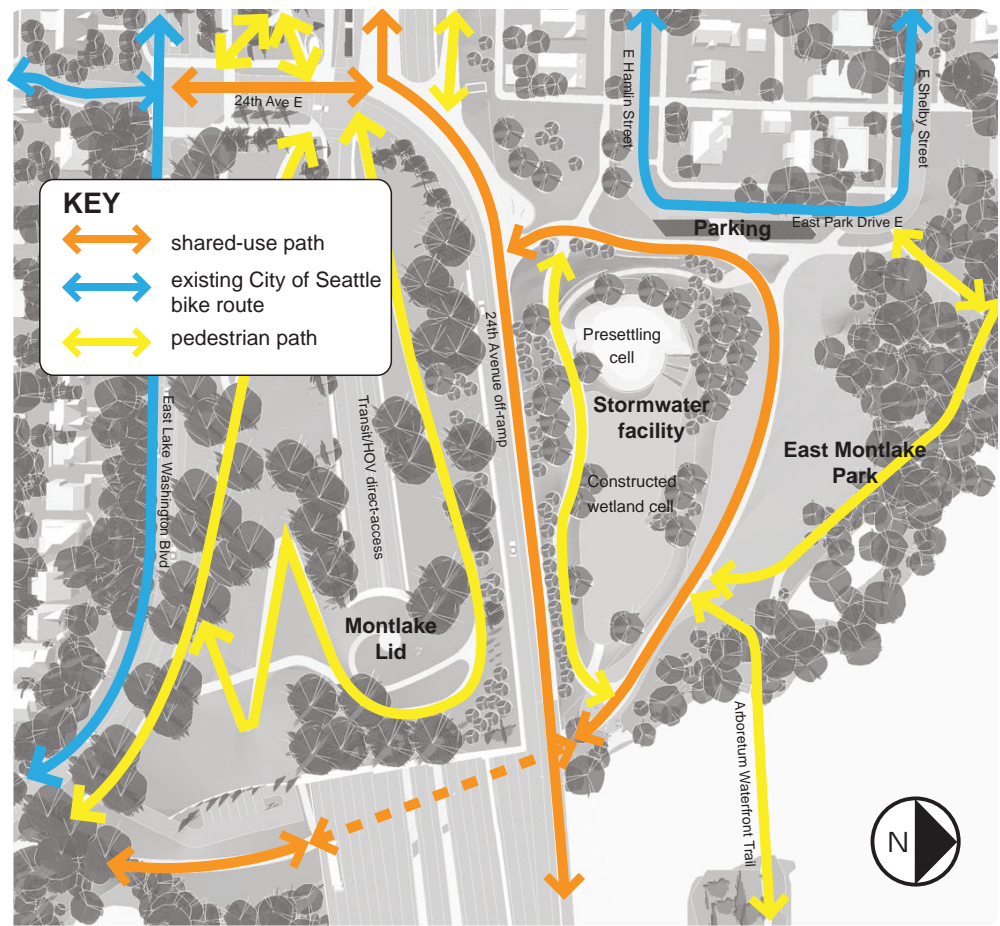 24th Ave E
E Hamlin Street
E Shelby Street
KEY
shared-use path
existing City of Seattle
bike route
pedestrian path
Parking
East Park Drive E
24th Avenue off-ramp
Presettling
cell
Stormwater
facility
Constructed
wetland cell
East Montlake
Park
East Lake Washington Blvd
Transit/HOV direct-access
Montlake
Lid
Arboretum Waterfront Trail
N